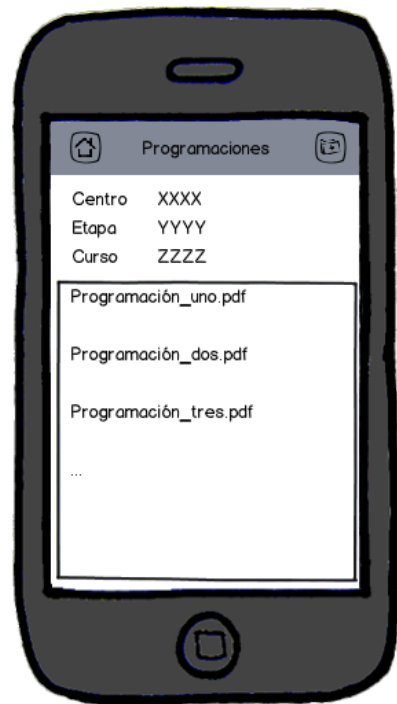 Programaciones
Centro XXXX
Etapa YYYY
Curso ZZZZ
Programación_uno.pdf
Programación_dos.pdf
Programación_tres.pdf
...